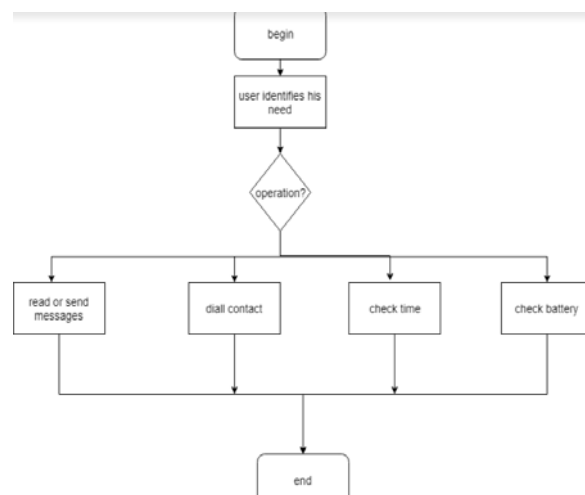 begin
user identifies his
need
operation?
read or send
messages
diall contact
check time
check battery
end